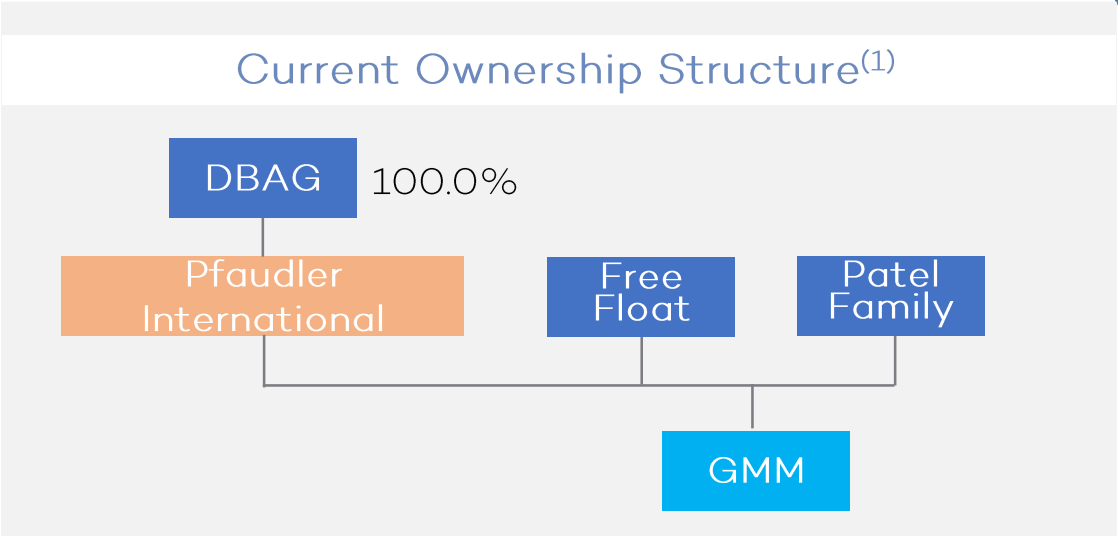 Current Ownership Structure(1)
DBAG
100.0%
Pfaudler
International
Free
Float
Patel
Family
GMM